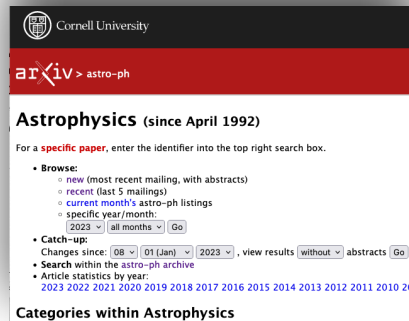 Cornell University
arXiv > astro-ph
Astrophysics (since April 1992)
For a specific paper, enter the identifier into the top right search box.
• Browse:
◦ new (most recent mailing, with abstracts)
◦ recent (last 5 mailings)
◦ current month's astro-ph listings
◦ specific year/month:
2023 all months Go
• Catch-up:
Changes since: 08 01 (Jan) 2023 , view results without abstracts Go
• Search within the astro-ph archive
• Article statistics by year:
2023 2022 2021 2020 2019 2018 2017 2016 2015 2014 2013 2012 2011 2010
Categories within Astrophysics